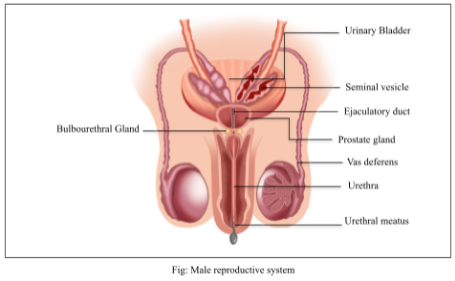 Urinary Bladder
Seminal vesicle
Ejaculatory duct
Bulbourethral Gland
Prostate gland
Vas deferens
Urethra
Urethral meatus
Fig: Male reproductive system